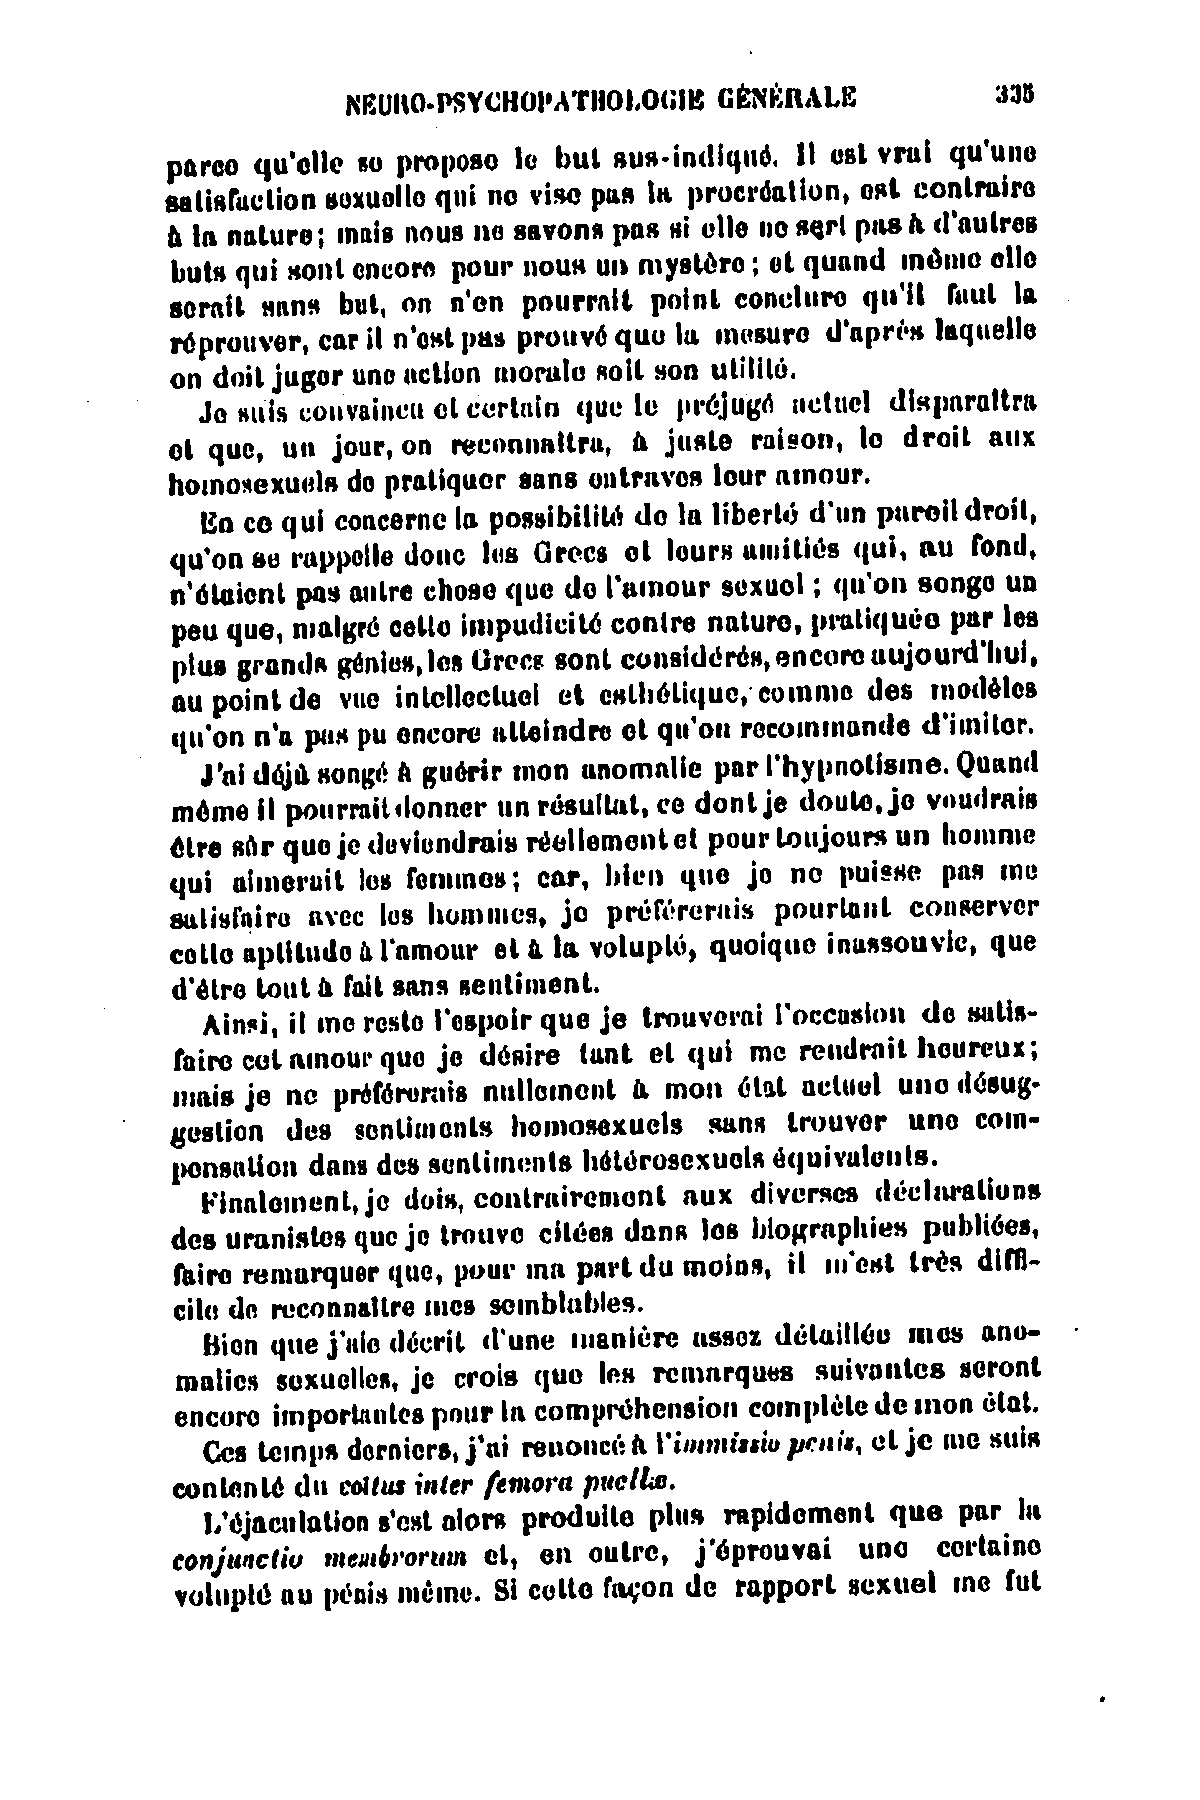 NEURO-PSYCHOPATHOLOGIE GÉNÉRALE 335
parce qu'elle se propose le but sus-indiqué. Il est vrai qu'une
satisfaction sexuelle qui ne vise pas la procréation, est contraire
à la nature; mais nous ne savons pas si elle ne sert pas à d'autres
buts qui sont encore pour nous un mystère; et quand même elle
serait sans but, on n'en pourrait point conclure qu'il faut la
réprouver, car il n'est pas prouvé que la mesure d'après laquelle
on doit juger une action morale soit son utilité.
Je suis convaincu et certain que le préjugé actuel disparaîtra
et que, un jour, on reconnaîtra, à juste raison, le droit aux
homosexuels de pratiquer sans entraves leur amour.
En ce qui concerne la possibilité de la liberté d'un pareil droit,
qu'on se rappelle donc les Grecs et leurs amitiés qui, au fond,
n'étaient pas autre chose que de l'amour sexuel; qu'on songe un
peu que, malgré cette impudicité contre nature, pratiquée par les
plus grands génies, les Grecs sont considérés, encore aujourd'hui,
au point de vue intellectuel et esthétique, comme des modèles
qu'on n'a pas pu encore atteindre et qu'on recommande d'imiter.
J'ai déjà songé à guérir mon anomalie par l'hypnotisme. Quand
même il pourrait donner un résultat, ce dont je doute, je voudrais
être sûr que je deviendrais réellement et pour toujours un homme
qui aimerait les femmes; car, bien que je ne puisse pas me
satisfaire avec les hommes, je préférerais pourtant conserver
cette aptitude à l'amour et à la volupté, quoique inassouvie, que
d'être tout à fait sans sentiment.
Ainsi, il me reste l'espoir que je trouverai l'occasion de satis-
faire cet amour que je désire tant et qui me rendrait heureux;
mais je ne préférerais nullement à mon état actuel une désug-
gestion des sentiments homosexuels sans trouver une com-
pensation dans des sentiments hétérosexuels équivalents.
Finalement, je dois, contrairement aux diverses déclarations
des uranistes que je trouve citées dans les biographies publiées,
faire remarquer que, pour ma part du moins, il m'est très diffi-
cile de reconnaître mes semblables.
Bien que j'aie décrit d'une manière assez détaillée mes ano-
malies sexuelles, je crois que les remarques suivantes seront
encore importantes pour la compréhension complète de mon état.
Ces temps derniers, j'ai renoncé à l'immissio penis, et je me suis
contenté du coïtus inter femora puellæ.
L'éjaculation s'est alors produite plus rapidement que par la
conjunctio membrorum et, en outre, j'éprouvai une certaine
volupté au pénis même. Si cette façon de rapport sexuel me fut